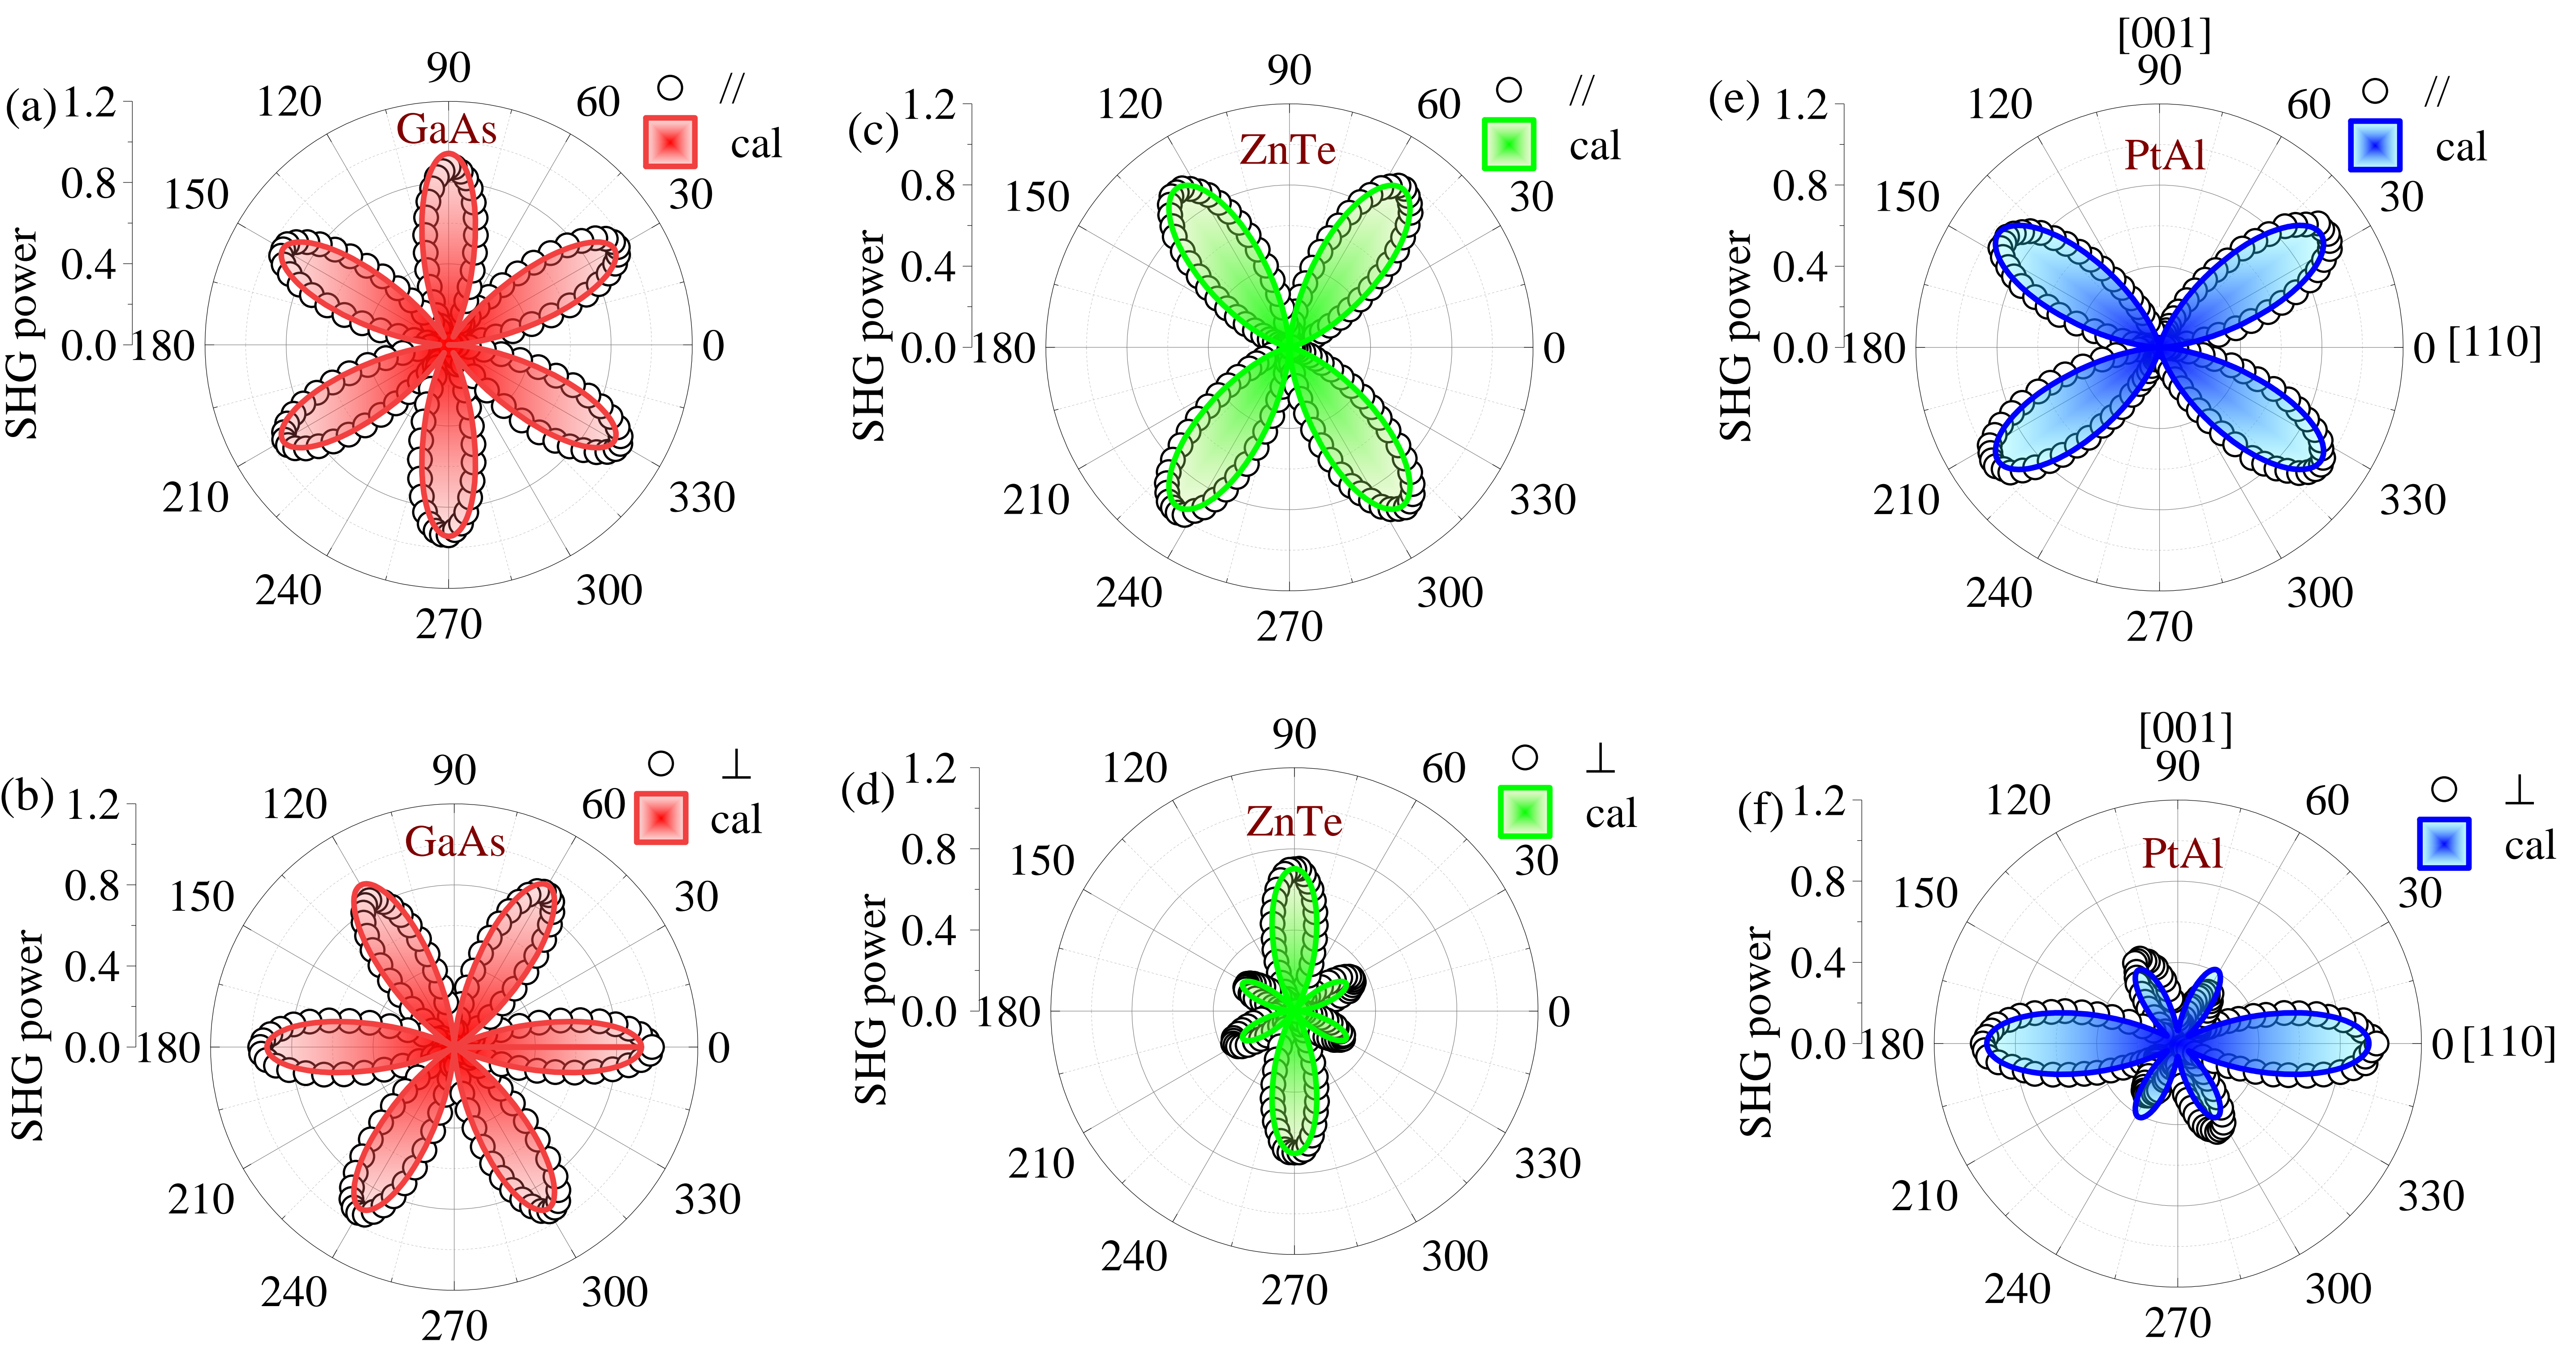 (a) 1.2 0.8 0.4 0.0 SHG power
90 60 30 0 330 300 270 240 210 180 150 120
GaAs
//
cal
(c) 1.2 0.8 0.4 0.0 SHG power
90 60 30 0 330 300 270 240 210 180 150 120
ZnTe
//
cal
(e) 1.2 0.8 0.4 0.0 SHG power
[001]
90 60 30 0 [110] 330 300 270 240 210 180 150 120
PtAl
//
cal
(b) 1.2 0.8 0.4 0.0 SHG power
90 60 30 0 330 300 270 240 210 180 150 120
GaAs
⊥
cal
(d) 1.2 0.8 0.4 0.0 SHG power
90 60 30 0 330 300 270 240 210 180 150 120
ZnTe
⊥
cal
(f) 1.2 0.8 0.4 0.0 SHG power
[001]
90 60 30 0 [110] 330 300 270 240 210 180 150 120
PtAl
⊥
cal